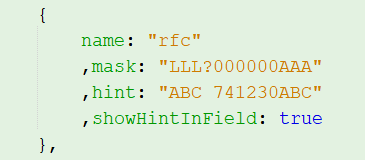 {
name: "rfc"
,mask: "LLL?000000AAA"
,hint: "ABC 741230ABC"
,showHintInField: true
},